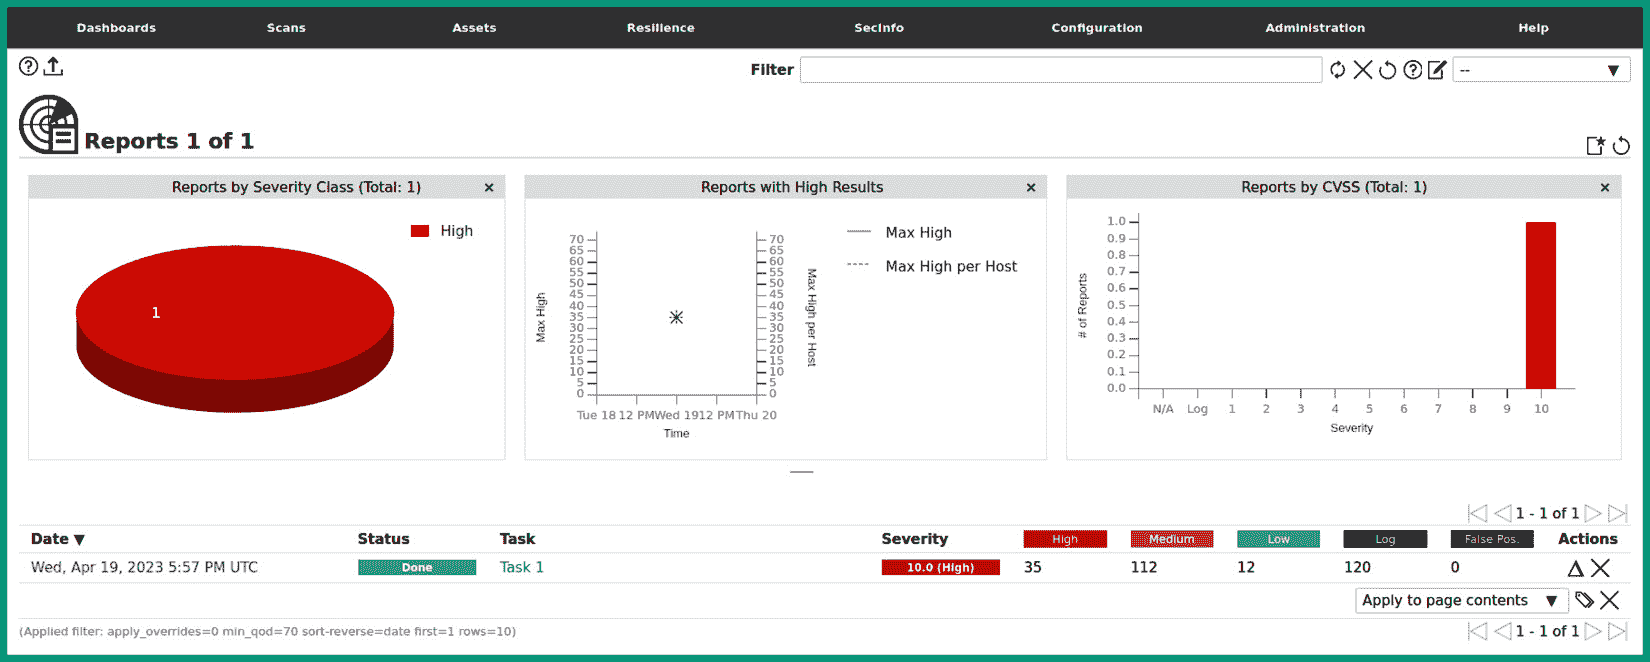 Dashboards Scans Assets Resilience SecInfo Configuration Administration Help
Filter --
Reports 1 of 1
Reports by Severity Class (Total: 1) ×
High
1
Reports with High Results ×
Max High
Max High per Host
70 70
65 65
60 60
55 55
50 50
45 45
40 40
35 35
30 30
25 25
20 20
15 15
10 10
5 5
0 0
Max High
Max High per Host
Tue 18 12 PM Wed 19 12 PM Thu 20
Time
Reports by CVSS (Total: 1) ×
1.0
0.9
0.8
0.7
0.6
0.5
0.4
0.3
0.2
0.1
0.0
# of Reports
N/A Log 1 2 3 4 5 6 7 8 9 10
Severity
1 - 1 of 1
Date ▼ Status Task Severity High Medium Low Log False Pos. Actions
Wed, Apr 19, 2023 5:57 PM UTC Done Task 1 10.0 (High) 35 112 12 120 0
Apply to page contents ▼
(Applied filter: apply_overrides=0 min_qod=70 sort-reverse=date first=1 rows=10) 1 - 1 of 1